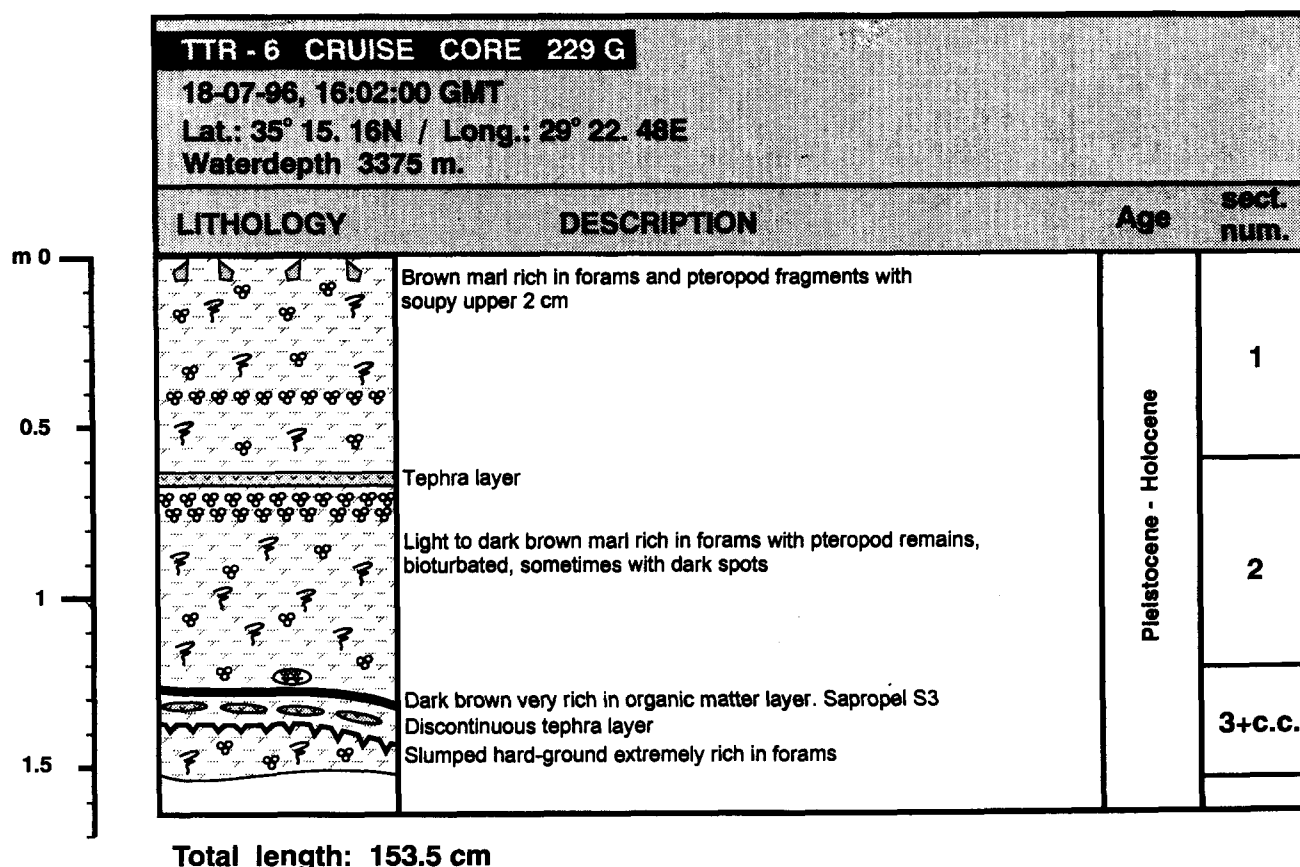 TTR - 6 CRUISE CORE 229 G
18-07-96, 16:02:00 GMT
Lat.: 35° 15. 16N / Long.: 29° 22. 48E
Waterdepth 3375 m.
LITHOLOGY
DESCRIPTION
Age
sect.
num.
m 0
0.5
1
1.5
Brown marl rich in forams and pteropod fragments with
soupy upper 2 cm
Tephra layer
Light to dark brown marl rich in forams with pteropod remains,
bioturbated, sometimes with dark spots
Dark brown very rich in organic matter layer. Sapropel S3
Discontinuous tephra layer
Slumped hard-ground extremely rich in forams
Pleistocene - Holocene
1
2
3+c.c.
Total length: 153.5 cm